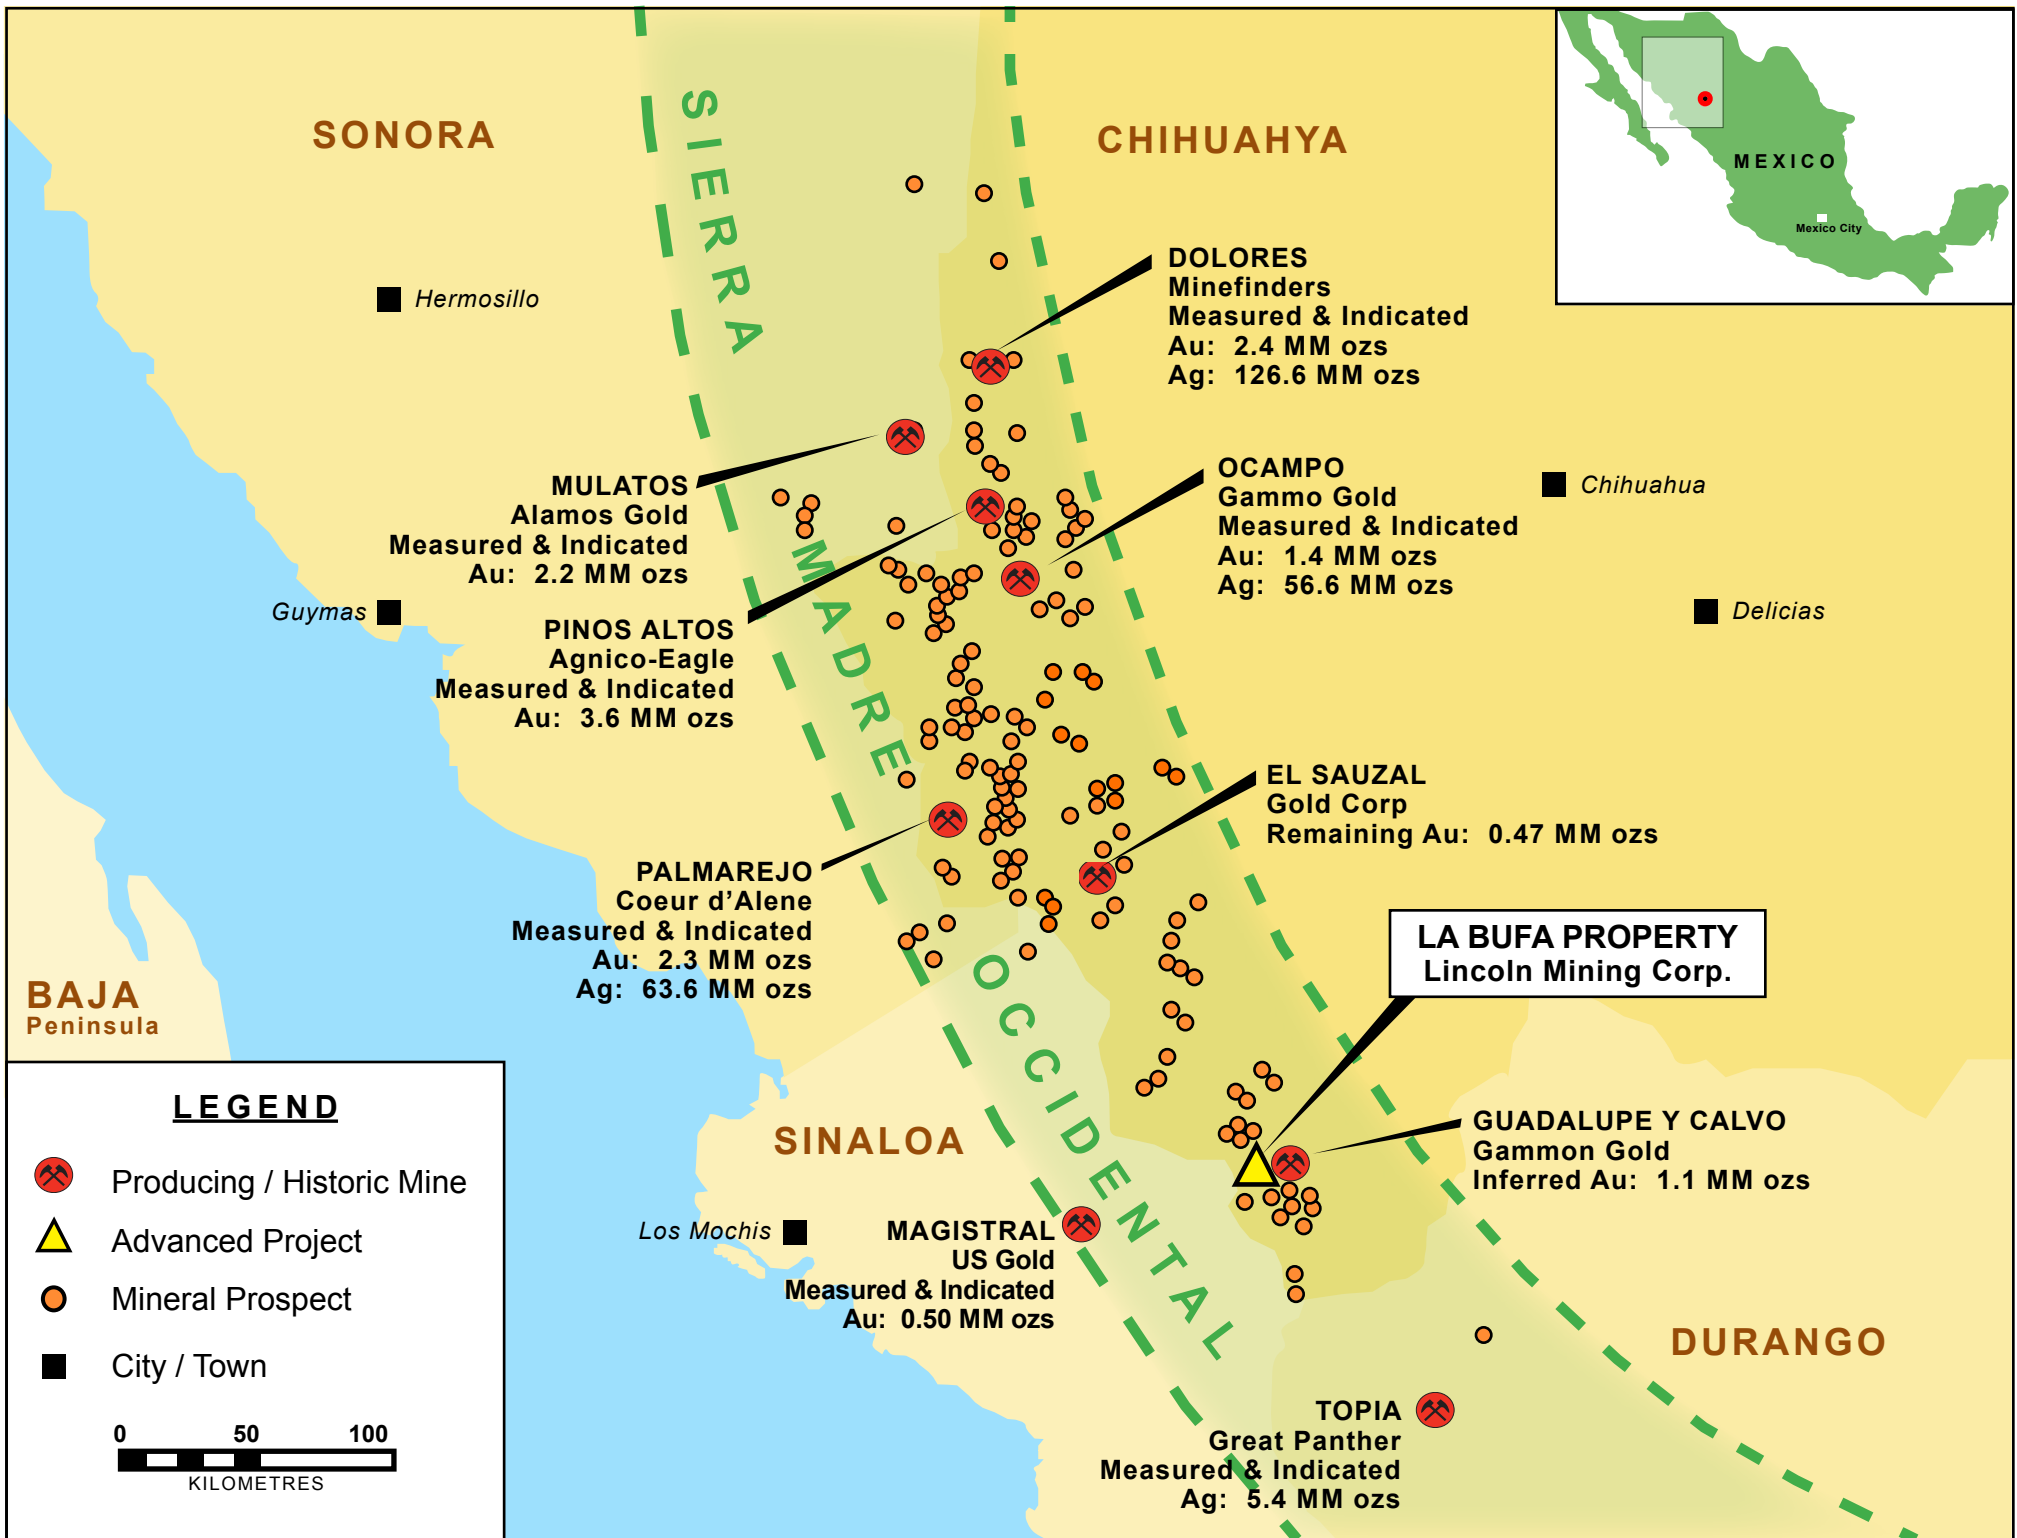 SONORA
CHIHUAHYA
SIERRA
MADRE
OCCIDENTAL
MEXICO
Mexico City
Hermosillo
DOLORES
Minefinders
Measured & Indicated
Au: 2.4 MM ozs
Ag: 126.6 MM ozs
MULATOS
Alamos Gold
Measured & Indicated
Au: 2.2 MM ozs
OCAMPO
Gammo Gold
Measured & Indicated
Au: 1.4 MM ozs
Ag: 56.6 MM ozs
Chihuahua
Guymas
Delicias
PINOS ALTOS
Agnico-Eagle
Measured & Indicated
Au: 3.6 MM ozs
EL SAUZAL
Gold Corp
Remaining Au: 0.47 MM ozs
PALMAREJO
Coeur d’Alene
Measured & Indicated
Au: 2.3 MM ozs
Ag: 63.6 MM ozs
LA BUFA PROPERTY
Lincoln Mining Corp.
BAJA
Peninsula
GUADALUPE Y CALVO
Gammon Gold
Inferred Au: 1.1 MM ozs
SINALOA
Los Mochis
MAGISTRAL
US Gold
Measured & Indicated
Au: 0.50 MM ozs
DURANGO
TOPIA
Great Panther
Measured & Indicated
Ag: 5.4 MM ozs
LEGEND
Producing / Historic Mine
Advanced Project
Mineral Prospect
City / Town
0 50 100
KILOMETRES